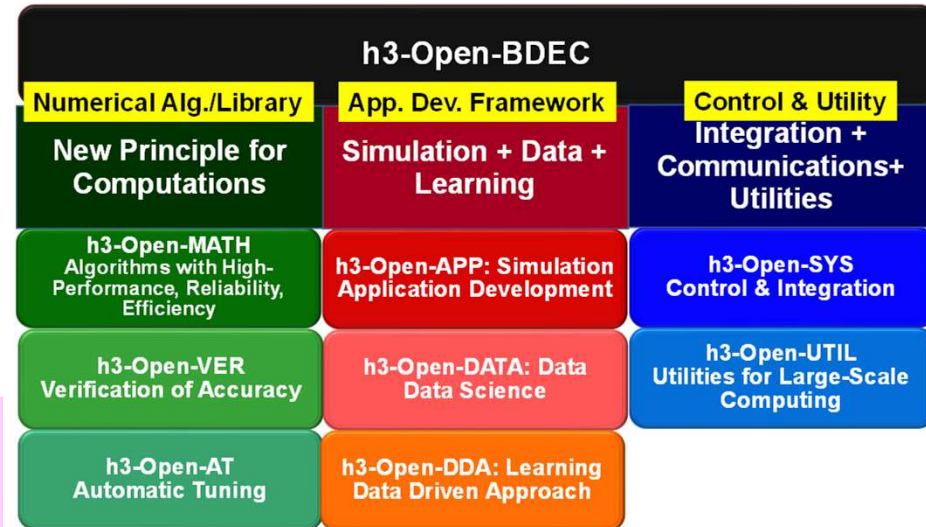 h3-Open-BDEC
Numerical Alg./Library
New Principle for
Computations
h3-Open-MATH
Algorithms with High-
Performance, Reliability,
Efficiency
h3-Open-VER
Verification of Accuracy
h3-Open-AT
Automatic Tuning
App. Dev. Framework
Simulation + Data +
Learning
h3-Open-APP: Simulation
Application Development
h3-Open-DATA: Data
Data Science
h3-Open-DDA: Learning
Data Driven Approach
Control & Utility
Integration +
Communications+
Utilities
h3-Open-SYS
Control & Integration
h3-Open-UTIL
Utilities for Large-Scale
Computing